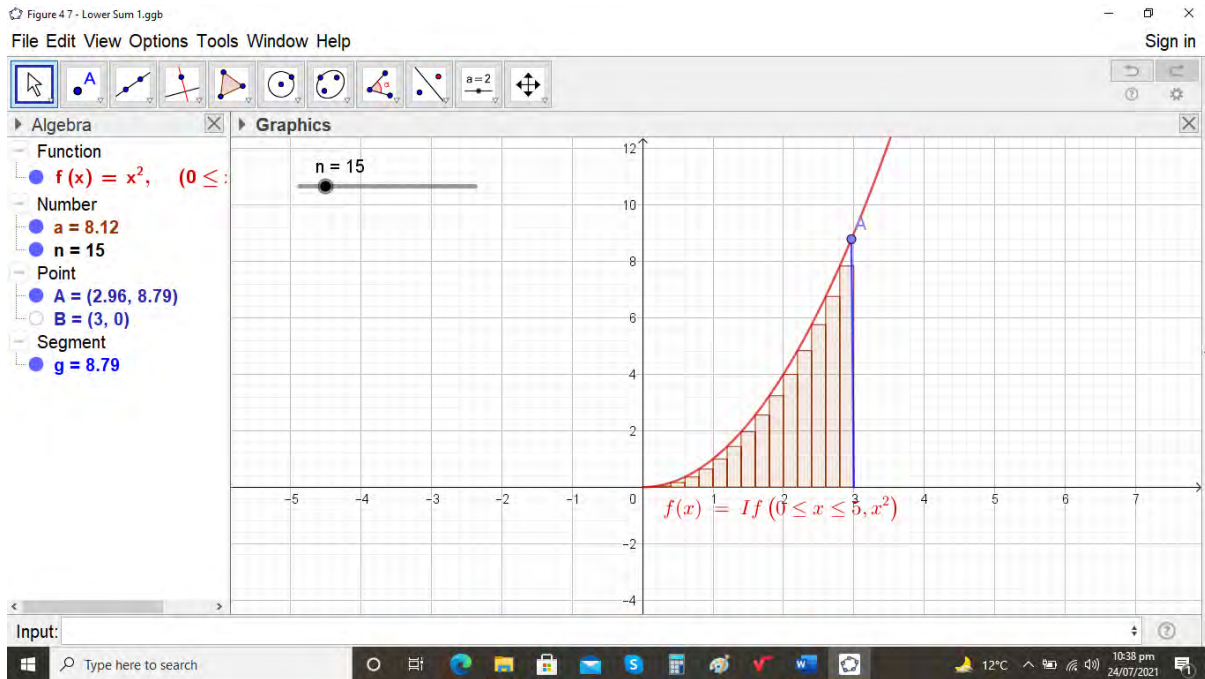 Figure 4 7 - Lower Sum 1.ggb
File Edit View Options Tools Window Help
Sign in
A
α
a=2
Algebra
Graphics
Function
f (x) = x², (0 ≤ :
Number
a = 8.12
n = 15
Point
A = (2.96, 8.79)
B = (3, 0)
Segment
g = 8.79
n = 15
12
10
A
8
6
4
2
-5 -4 -3 -2 -1 0 1 2 3 4 5 6 7
f(x) = If (0 ≤ x ≤ 5, x²)
-2
-4
Input:
Type here to search
12°C
10:38 pm
24/07/2021